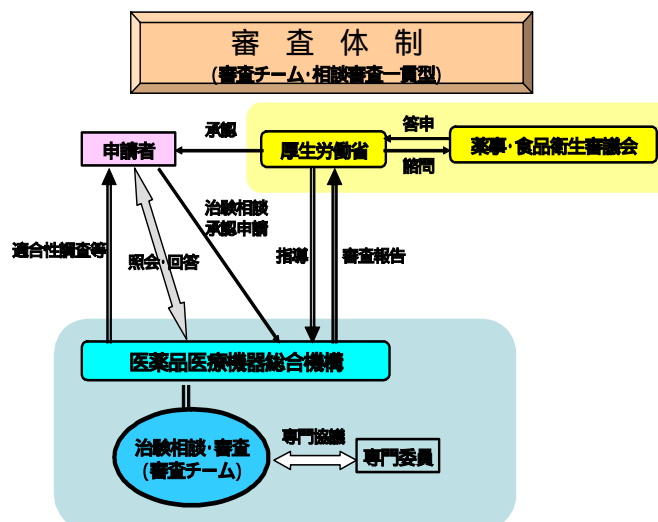 審査体制
(審査チーム・相談審査一貫型)
承認
答申
申請者
厚生労働省
薬事・食品衛生審議会
諮問
治験相談
承認申請
適合性調査等
照会・回答
指導
審査報告
医薬品医療機器総合機構
治験相談・審査
(審査チーム)
専門協議
専門委員